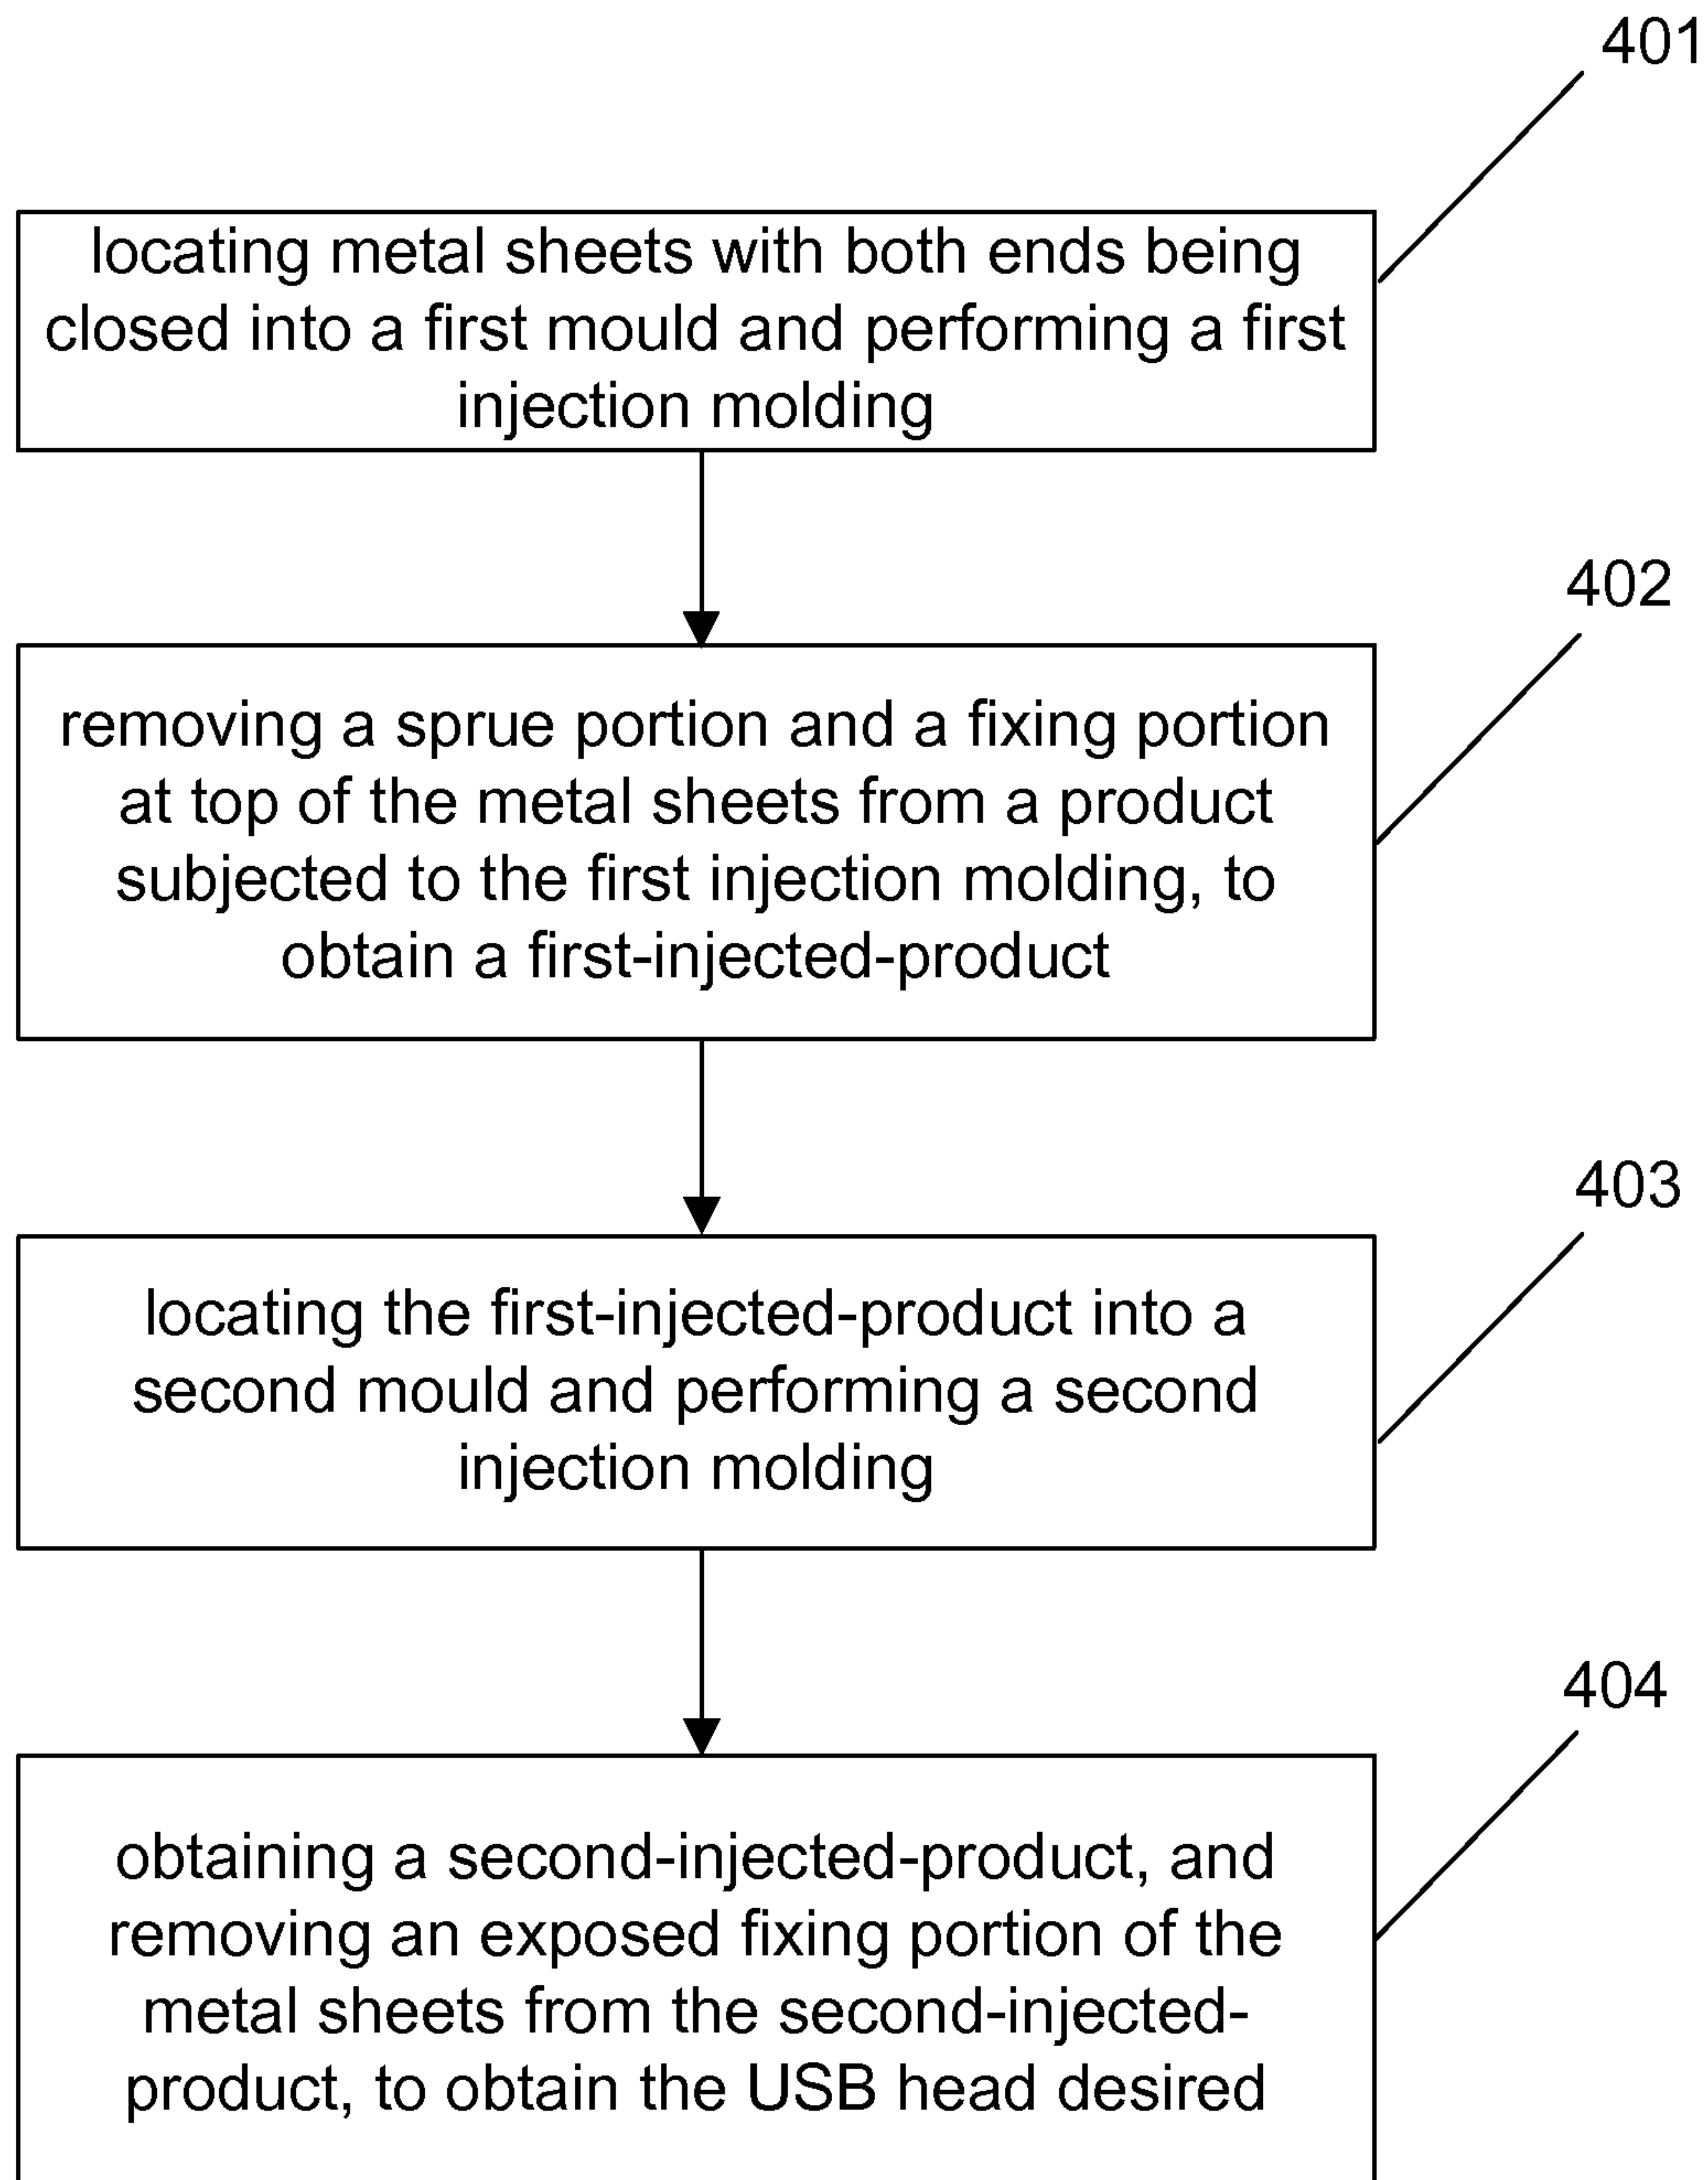 401
locating metal sheets with both ends being
closed into a first mould and performing a first
injection molding
402
removing a sprue portion and a fixing portion
at top of the metal sheets from a product
subjected to the first injection molding, to
obtain a first-injected-product
403
locating the first-injected-product into a
second mould and performing a second
injection molding
404
obtaining a second-injected-product, and
removing an exposed fixing portion of the
metal sheets from the second-injected-
product, to obtain the USB head desired